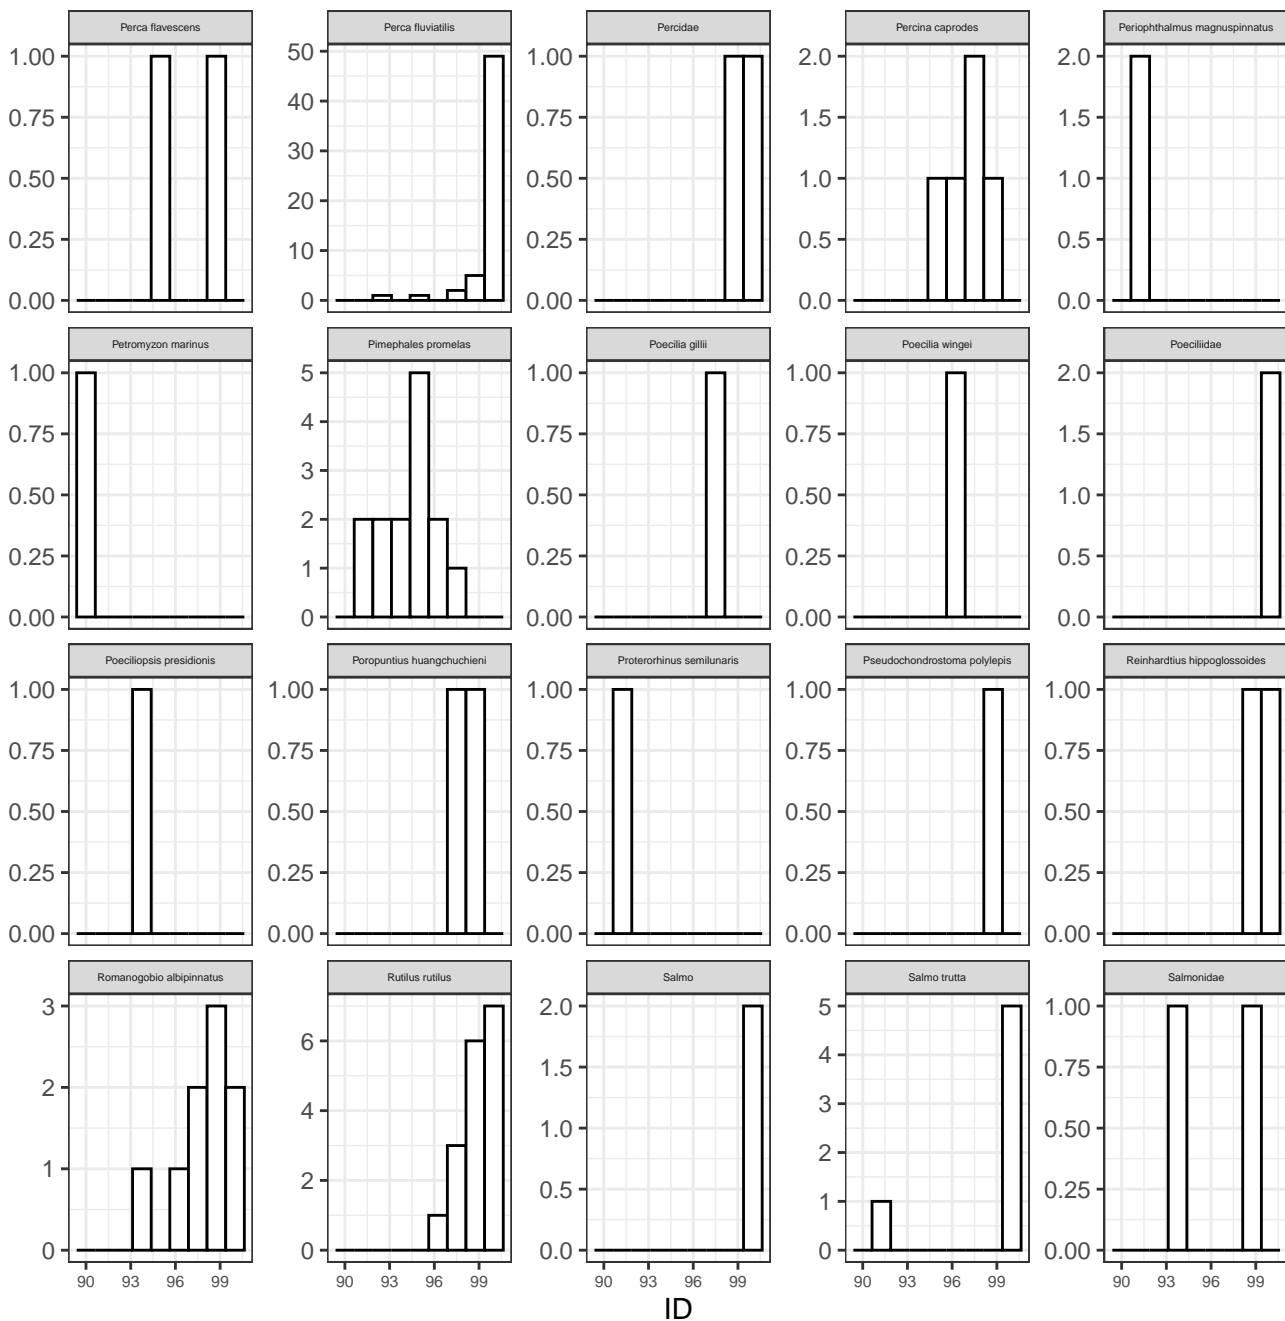 Perca flavescens Perca fluviatilis Percidae Percina caprodes Periophthalmus magnuspinnatus
1.00 50 1.00 2.0 2.0
0.75 40 0.75 1.5 1.5
0.50 30 0.50 1.0 1.0
0.25 20 0.25 0.5 0.5
0.00 10 0.00 0.0 0.0
0
Petromyzon marinus Pimephales promelas Poecilia gillii Poecilia wingei Poeciliidae
1.00 5 1.00 1.00 2.0
0.75 4 0.75 0.75 1.5
0.50 3 0.50 0.50 1.0
0.25 2 0.25 0.25 0.5
0.00 1 0.00 0.00 0.0
0
Poeciliopsis presidionis Poropuntius huangchuchieni Proterorhinus semilunaris Pseudochondrostoma polylepis Reinhardtius hippoglossoides
1.00 1.00 1.00 1.00 1.00
0.75 0.75 0.75 0.75 0.75
0.50 0.50 0.50 0.50 0.50
0.25 0.25 0.25 0.25 0.25
0.00 0.00 0.00 0.00 0.00
Romanogobio albipinnatus Rutilus rutilus Salmo Salmo trutta Salmonidae
3 6 2.0 5 1.00
2 4 1.5 4 0.75
1 2 1.0 3 0.50
0 0 0.5 2 0.25
0.0 1 0.00
0
90 93 96 99 90 93 96 99 90 93 96 99 90 93 96 99 90 93 96 99
ID